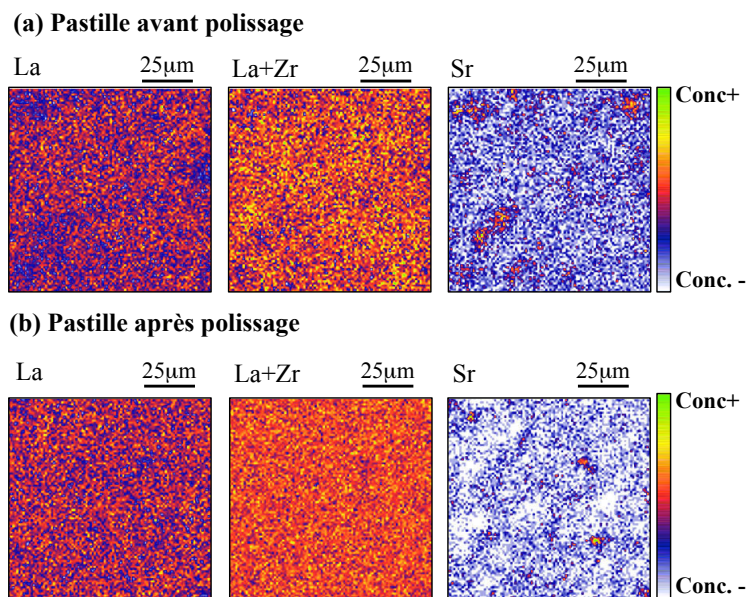 (a) Pastille avant polissage
La 25µm La+Zr 25µm Sr 25µm
Conc+
Conc. -
(b) Pastille après polissage
La 25µm La+Zr 25µm Sr 25µm
Conc+
Conc. -